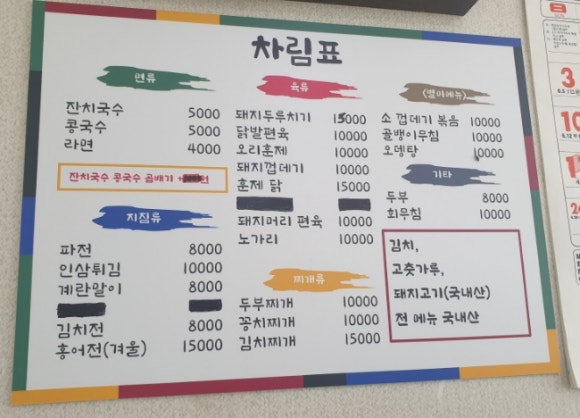 차림표
면류
잔치국수 5000
콩국수 5000
라면 4000
잔치국수 콩국수 곱배기 +
지짐류
파전 8000
인삼튀김 10000
계란말이 8000
김치전 8000
홍어전(겨울) 15000
육류
돼지두루치기 15000
닭발편육 10000
오리훈제 10000
돼지껍데기 10000
훈제 닭 15000
돼지머리 편육 10000
노가리 10000
찌개류
두부찌개 10000
꽁치찌개 10000
김치찌개 15000
<별미메뉴>
소 껍데기 볶음 10000
골뱅이무침 10000
오뎅탕 10000
기타
두부 8000
회무침 10000
김치,
고춧가루,
돼지고기(국내산)
전 메뉴 국내산
3
10